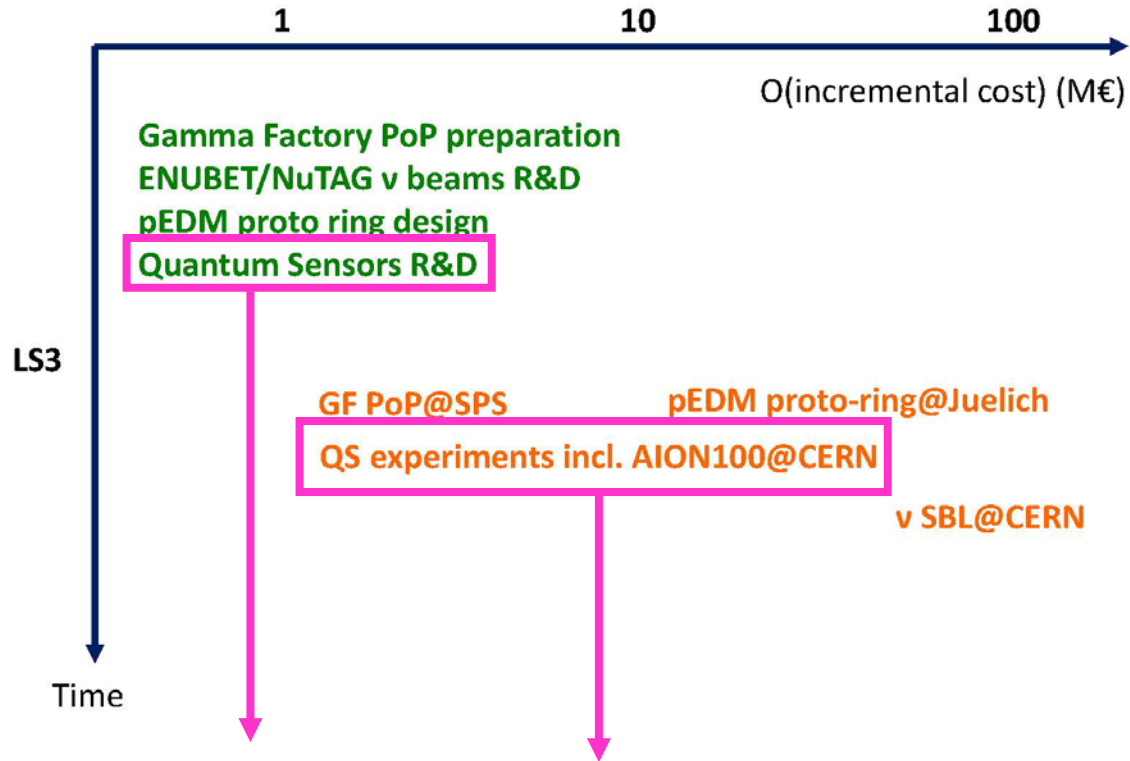 1 10 100
O(incremental cost) (M€)
Gamma Factory PoP preparation
ENUBET/NuTAG ν beams R&D
pEDM proto ring design
Quantum Sensors R&D
LS3
GF PoP@SPS pEDM proto-ring@Juelich
QS experiments incl. AION100@CERN
ν SBL@CERN
Time